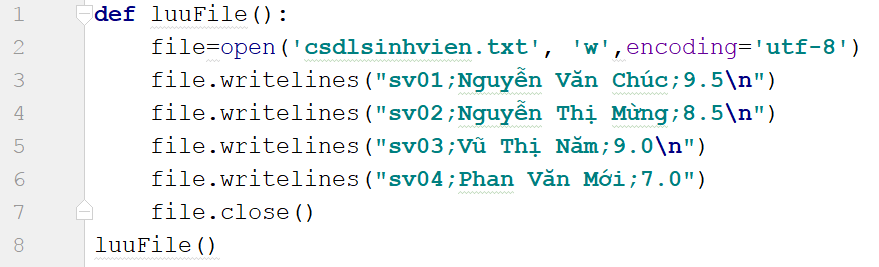 1 def luuFile():
2 file=open('csdlsinhvien.txt', 'w',encoding='utf-8')
3 file.writelines("sv01;Nguyễn Văn Chúc;9.5\n")
4 file.writelines("sv02;Nguyễn Thị Mừng;8.5\n")
5 file.writelines("sv03;Vũ Thị Năm;9.0\n")
6 file.writelines("sv04;Phan Văn Mới;7.0")
7 file.close()
8 luuFile()